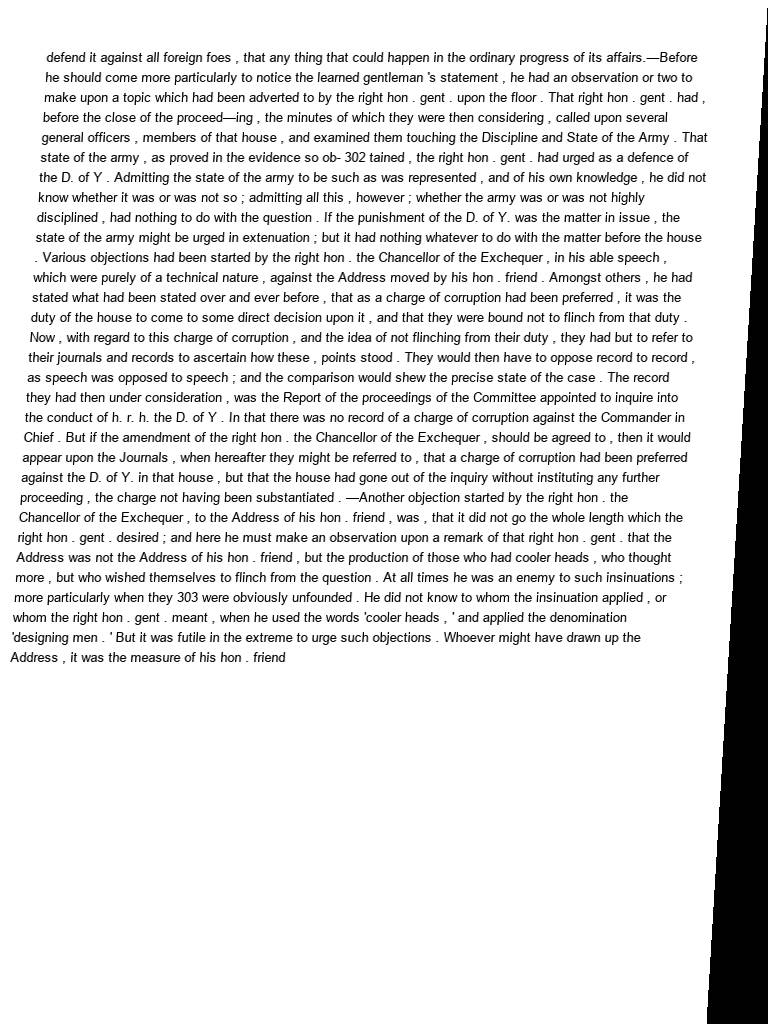 defend it against all foreign foes , that any thing that could happen in the ordinary progress of its affairs.—Before
he should come more particularly to notice the learned gentleman 's statement , he had an observation or two to
make upon a topic which had been adverted to by the right hon . gent . upon the floor . That right hon . gent . had ,
before the close of the proceed—ing , the minutes of which they were then considering , called upon several
general officers , members of that house , and examined them touching the Discipline and State of the Army . That
state of the army , as proved in the evidence so ob- 302 tained , the right hon . gent . had urged as a defence of
the D. of Y . Admitting the state of the army to be such as was represented , and of his own knowledge , he did not
know whether it was or was not so ; admitting all this , however ; whether the army was or was not highly
disciplined , had nothing to do with the question . If the punishment of the D. of Y. was the matter in issue , the
state of the army might be urged in extenuation ; but it had nothing whatever to do with the matter before the house
. Various objections had been started by the right hon . the Chancellor of the Exchequer , in his able speech ,
which were purely of a technical nature , against the Address moved by his hon . friend . Amongst others , he had
stated what had been stated over and ever before , that as a charge of corruption had been preferred , it was the
duty of the house to come to some direct decision upon it , and that they were bound not to flinch from that duty .
Now , with regard to this charge of corruption , and the idea of not flinching from their duty , they had but to refer to
their journals and records to ascertain how these , points stood . They would then have to oppose record to record ,
as speech was opposed to speech ; and the comparison would shew the precise state of the case . The record
they had then under consideration , was the Report of the proceedings of the Committee appointed to inquire into
the conduct of h. r. h. the D. of Y . In that there was no record of a charge of corruption against the Commander in
Chief . But if the amendment of the right hon . the Chancellor of the Exchequer , should be agreed to , then it would
appear upon the Journals , when hereafter they might be referred to , that a charge of corruption had been preferred
against the D. of Y. in that house , but that the house had gone out of the inquiry without instituting any further
proceeding , the charge not having been substantiated . —Another objection started by the right hon . the
Chancellor of the Exchequer , to the Address of his hon . friend , was , that it did not go the whole length which the
right hon . gent . desired ; and here he must make an observation upon a remark of that right hon . gent . that the
Address was not the Address of his hon . friend , but the production of those who had cooler heads , who thought
more , but who wished themselves to flinch from the question . At all times he was an enemy to such insinuations ;
more particularly when they 303 were obviously unfounded . He did not know to whom the insinuation applied , or
whom the right hon . gent . meant , when he used the words 'cooler heads , ' and applied the denomination
'designing men . ' But it was futile in the extreme to urge such objections . Whoever might have drawn up the
Address , it was the measure of his hon . friend